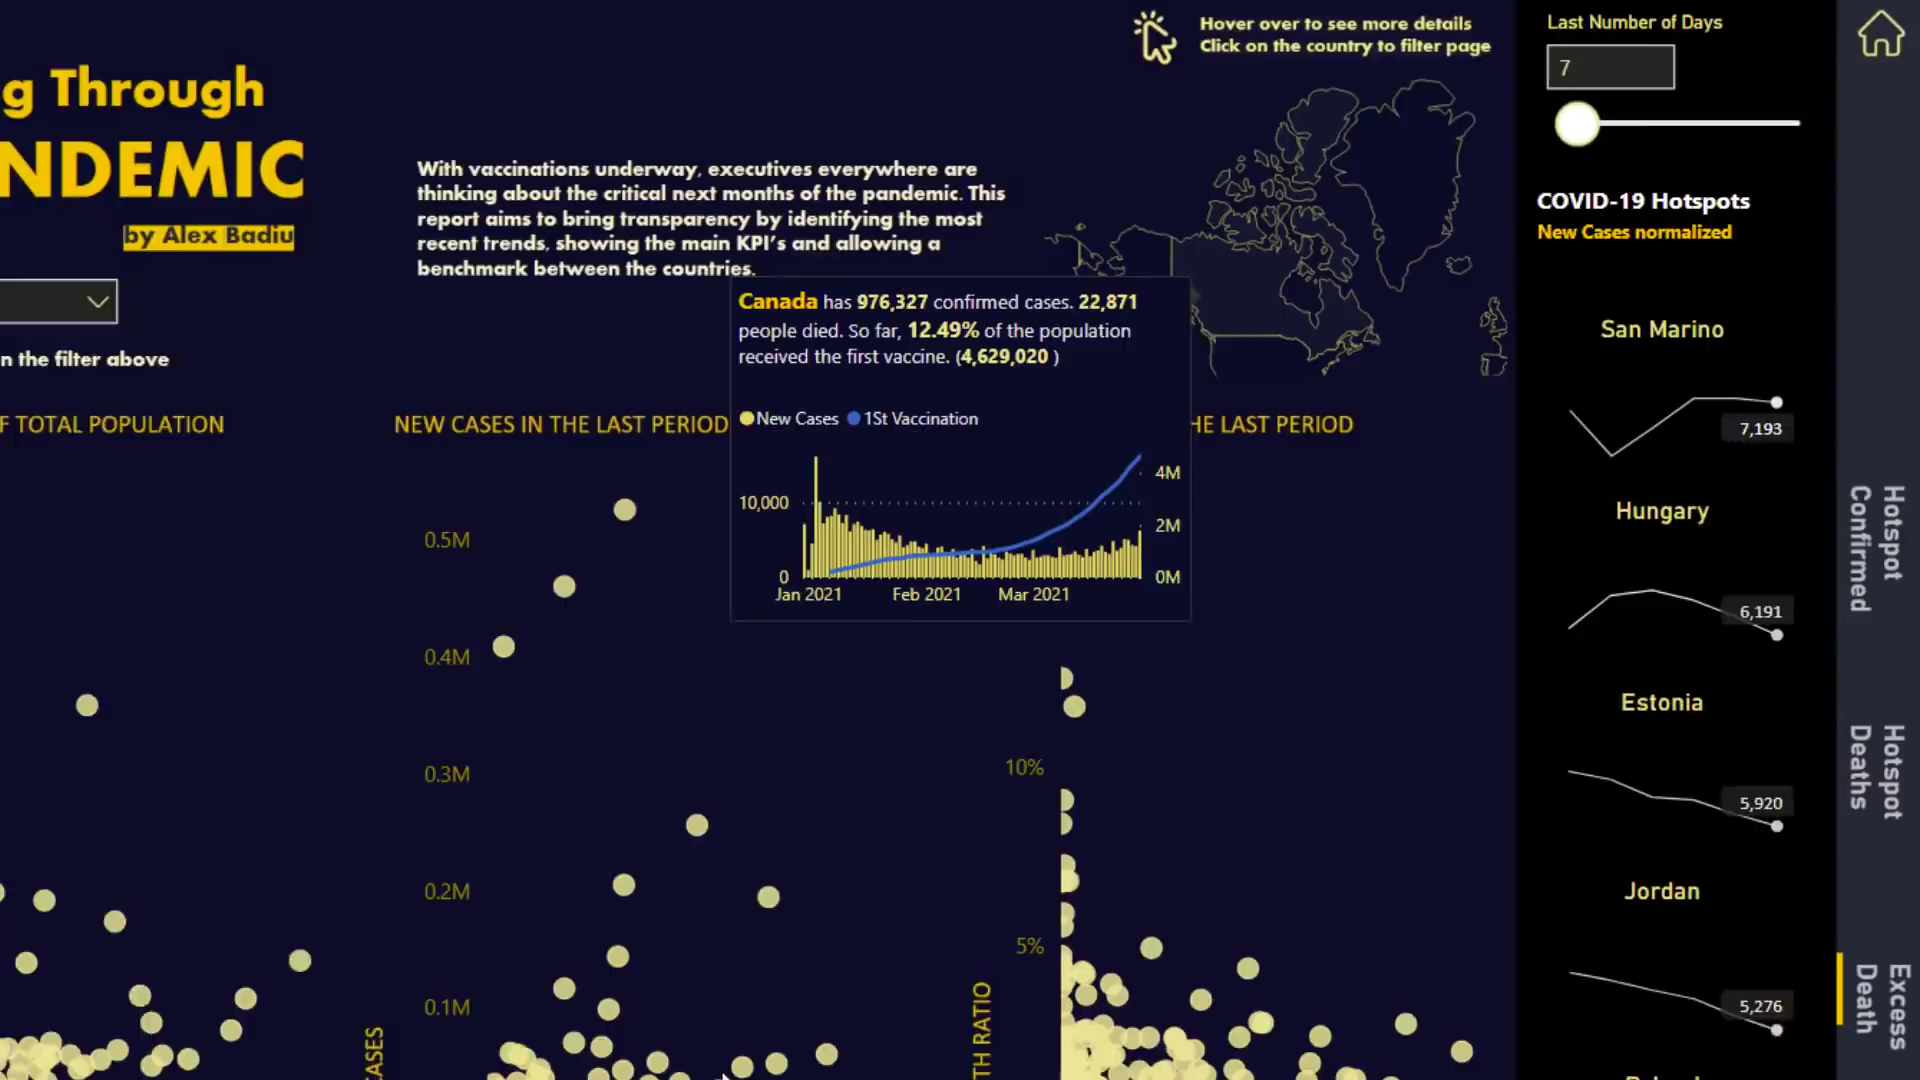 Hover over to see more details
Click on the country to filter page
g Through
NDEMIC
by Alex Badiu
With vaccinations underway, executives everywhere are
thinking about the critical next months of the pandemic. This
report aims to bring transparency by identifying the most
recent trends, showing the main KPI's and allowing a
benchmark between the countries.
n the filter above
F TOTAL POPULATION
NEW CASES IN THE LAST PERIOD
HE LAST PERIOD
Canada has 976,327 confirmed cases. 22,871
people died. So far, 12.49% of the population
received the first vaccine. (4,629,020 )
New Cases
1St Vaccination
10,000
0
4M
2M
0M
Jan 2021
Feb 2021
Mar 2021
0.5M
0.4M
0.3M
0.2M
0.1M
CASES
10%
5%
TH RATIO
Last Number of Days
7
COVID-19 Hotspots
New Cases normalized
San Marino
7,193
Hungary
6,191
Estonia
5,920
Jordan
5,276
Hotspot
Confirmed
Hotspot
Deaths
Excess
Death